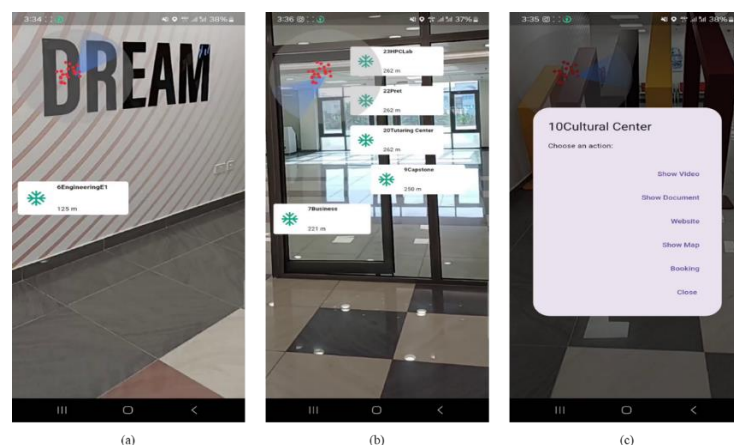 3:34
38%
DREAM
6EngineeringE1
125 m
(a)
3:36
37%
23HPCLab
262 m
22Pret
262 m
20Tutoring Center
262 m
9Capstone
250 m
7Business
221 m
(b)
3:35
38%
10Cultural Center
Choose an action:
Show Video
Show Document
Website
Show Map
Booking
Close
(c)